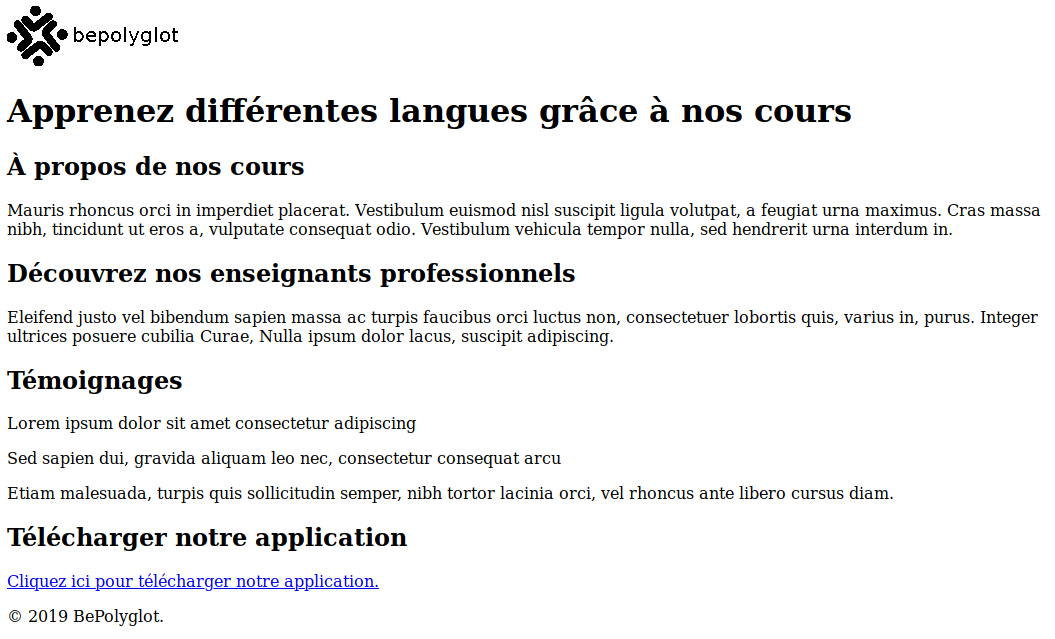 bepolyglot
Apprenez différentes langues grâce à nos cours
À propos de nos cours
Mauris rhoncus orci in imperdiet placerat. Vestibulum euismod nisl suscipit ligula volutpat, a feugiat urna maximus. Cras massa
nibh, tincidunt ut eros a, vulputate consequat odio. Vestibulum vehicula tempor nulla, sed hendrerit urna interdum in.
Découvrez nos enseignants professionnels
Eleifend justo vel bibendum sapien massa ac turpis faucibus orci luctus non, consectetuer lobortis quis, varius in, purus. Integer
ultrices posuere cubilia Curae, Nulla ipsum dolor lacus, suscipit adipiscing.
Témoignages
Lorem ipsum dolor sit amet consectetur adipiscing
Sed sapien dui, gravida aliquam leo nec, consectetur consequat arcu
Etiam malesuada, turpis quis sollicitudin semper, nibh tortor lacinia orci, vel rhoncus ante libero cursus diam.
Télécharger notre application
Cliquez ici pour télécharger notre application.
© 2019 BePolyglot.